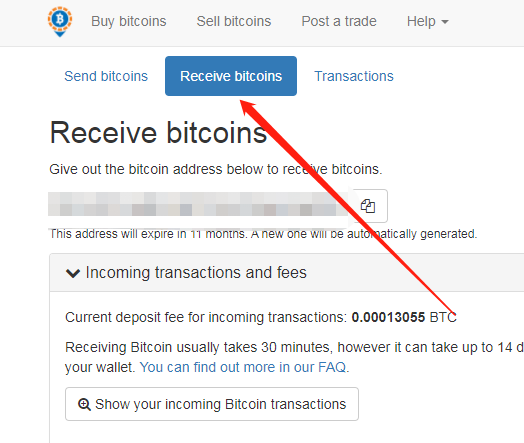 Buy bitcoins Sell bitcoins Post a trade Help
Send bitcoins Receive bitcoins Transactions
Receive bitcoins
Give out the bitcoin address below to receive bitcoins.
This address will expire in 11 months. A new one will be automatically generated.
Incoming transactions and fees
Current deposit fee for incoming transactions: 0.00013055 BTC
Receiving Bitcoin usually takes 30 minutes, however it can take up to 14 d
your wallet. You can find out more in our FAQ.
Show your incoming Bitcoin transactions